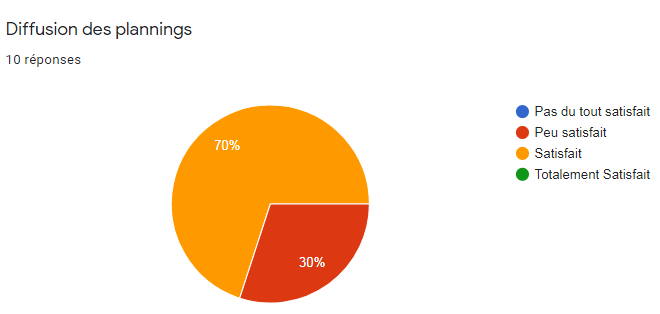 Diffusion des plannings
10 réponses
70%
30%
Pas du tout satisfait
Peu satisfait
Satisfait
Totalement Satisfait